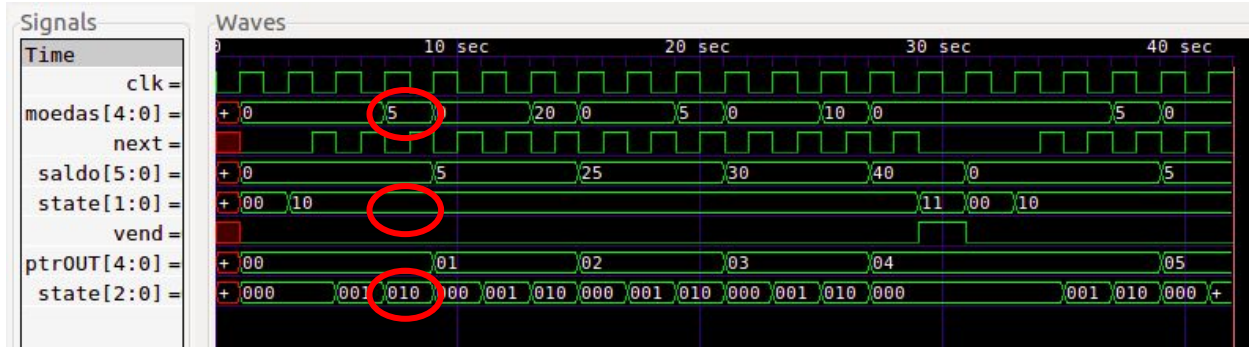 Signals
Waves
Time
0 10 sec 20 sec 30 sec 40 sec
clk =
moedas[4:0] = + 0 5 0 20 0 5 0 10 0 5 0
next =
saldo[5:0] = + 0 5 25 30 40 0 5
state[1:0] = + 00 10 11 00 10
vend =
ptrOUT[4:0] = + 00 01 02 03 04 05
state[2:0] = + 000 001 010 000 001 010 000 001 010 000 001 010 000 001 010 000 +